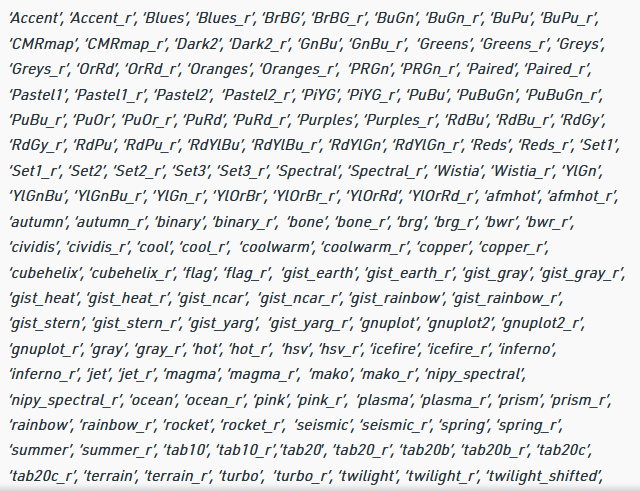 ‘Accent’, ‘Accent_r’, ‘Blues’, ‘Blues_r’, ‘BrBG’, ‘BrBG_r’, ‘BuGn’, ‘BuGn_r’, ‘BuPu’, ‘BuPu_r’,
‘CMRmap’, ‘CMRmap_r’, ‘Dark2’, ‘Dark2_r’, ‘GnBu’, ‘GnBu_r’, ‘Greens’, ‘Greens_r’, ‘Greys’,
‘Greys_r’, ‘OrRd’, ‘OrRd_r’, ‘Oranges’, ‘Oranges_r’, ‘PRGn’, ‘PRGn_r’, ‘Paired’, ‘Paired_r’,
‘Pastel1’, ‘Pastel1_r’, ‘Pastel2’, ‘Pastel2_r’, ‘PiYG’, ‘PiYG_r’, ‘PuBu’, ‘PuBuGn’, ‘PuBuGn_r’,
‘PuBu_r’, ‘PuOr’, ‘PuOr_r’, ‘PuRd’, ‘PuRd_r’, ‘Purples’, ‘Purples_r’, ‘RdBu’, ‘RdBu_r’, ‘RdGy’,
‘RdGy_r’, ‘RdPu’, ‘RdPu_r’, ‘RdYlBu’, ‘RdYlBu_r’, ‘RdYlGn’, ‘RdYlGn_r’, ‘Reds’, ‘Reds_r’, ‘Set1’,
‘Set1_r’, ‘Set2’, ‘Set2_r’, ‘Set3’, ‘Set3_r’, ‘Spectral’, ‘Spectral_r’, ‘Wistia’, ‘Wistia_r’, ‘YlGn’,
‘YlGnBu’, ‘YlGnBu_r’, ‘YlGn_r’, ‘YlOrBr’, ‘YlOrBr_r’, ‘YlOrRd’, ‘YlOrRd_r’, ‘afmhot’, ‘afmhot_r’,
‘autumn’, ‘autumn_r’, ‘binary’, ‘binary_r’, ‘bone’, ‘bone_r’, ‘brg’, ‘brg_r’, ‘bwr’, ‘bwr_r’,
‘cividis’, ‘cividis_r’, ‘cool’, ‘cool_r’, ‘coolwarm’, ‘coolwarm_r’, ‘copper’, ‘copper_r’,
‘cubehelix’, ‘cubehelix_r’, ‘flag’, ‘flag_r’, ‘gist_earth’, ‘gist_earth_r’, ‘gist_gray’, ‘gist_gray_r’,
‘gist_heat’, ‘gist_heat_r’, ‘gist_ncar’, ‘gist_ncar_r’, ‘gist_rainbow’, ‘gist_rainbow_r’,
‘gist_stern’, ‘gist_stern_r’, ‘gist_yarg’, ‘gist_yarg_r’, ‘gnuplot’, ‘gnuplot2’, ‘gnuplot2_r’,
‘gnuplot_r’, ‘gray’, ‘gray_r’, ‘hot’, ‘hot_r’, ‘hsv’, ‘hsv_r’, ‘icefire’, ‘icefire_r’, ‘inferno’,
‘inferno_r’, ‘jet’, ‘jet_r’, ‘magma’, ‘magma_r’, ‘mako’, ‘mako_r’, ‘nipy_spectral’,
‘nipy_spectral_r’, ‘ocean’, ‘ocean_r’, ‘pink’, ‘pink_r’, ‘plasma’, ‘plasma_r’, ‘prism’, ‘prism_r’,
‘rainbow’, ‘rainbow_r’, ‘rocket’, ‘rocket_r’, ‘seismic’, ‘seismic_r’, ‘spring’, ‘spring_r’,
‘summer’, ‘summer_r’, ‘tab10’, ‘tab10_r’,‘tab20’, ‘tab20_r’, ‘tab20b’, ‘tab20b_r’, ‘tab20c’,
‘tab20c_r’, ‘terrain’, ‘terrain_r’, ‘turbo’, ‘turbo_r’, ‘twilight’, ‘twilight_r’, ‘twilight_shifted’,